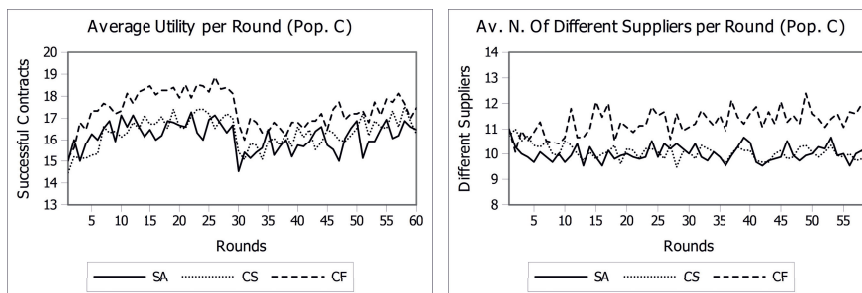 Average Utility per Round (Pop. C)
Successful Contracts
20
19
18
17
16
15
14
13
5 10 15 20 25 30 35 40 45 50 55 60
Rounds
SA CS CF
Av. N. Of Different Suppliers per Round (Pop. C)
Different Suppliers
14
13
12
11
10
9
8
5 10 15 20 25 30 35 40 45 50 55
Rounds
SA CS CF